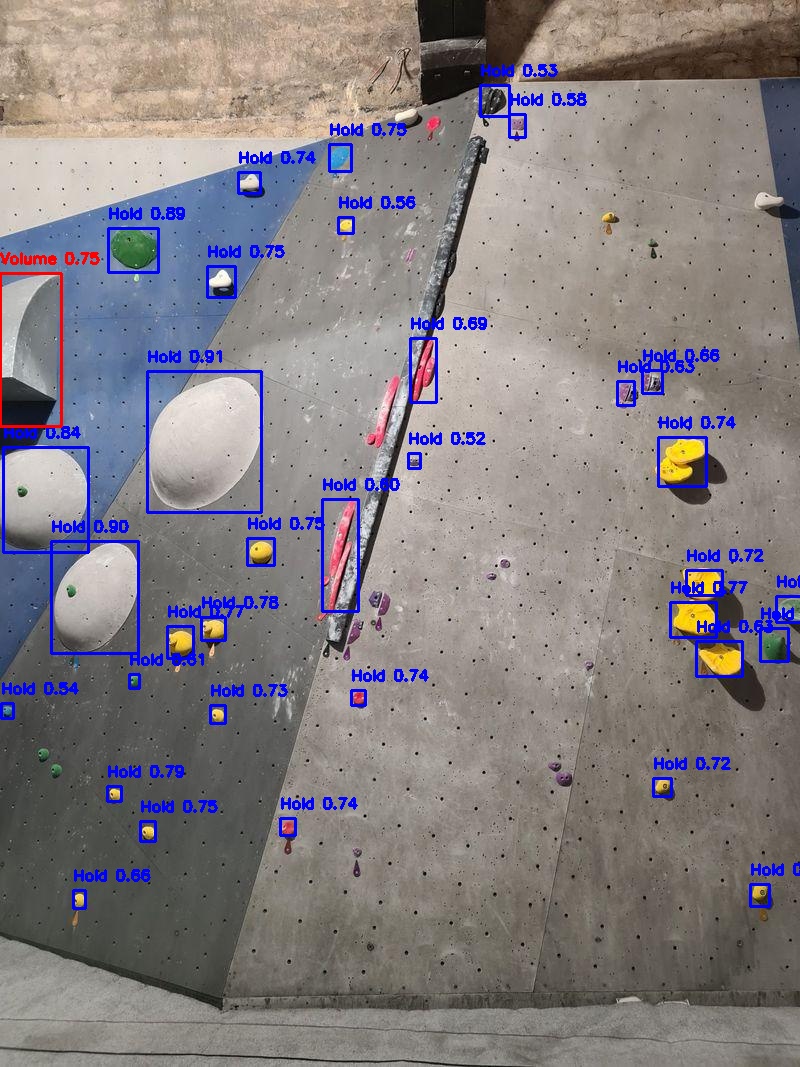 Hold 0.53
Hold 0.58
Hold 0.75
Hold 0.74
Hold 0.56
Hold 0.89
Hold 0.75
Volume 0.75
Hold 0.69
Hold 0.91
Hold 0.66
Hold 0.63
Hold 0.74
Hold 0.84
Hold 0.52
Hold 0.60
Hold 0.90
Hold 0.75
Hold 0.72
Hold 0.77
Hold 0.63
Hold
Hold 0.78
Hold 0.77
Hold 0.61
Hold 0.54
Hold 0.73
Hold 0.74
Hold 0.79
Hold 0.75
Hold 0.74
Hold 0.72
Hold 0.66
Hold